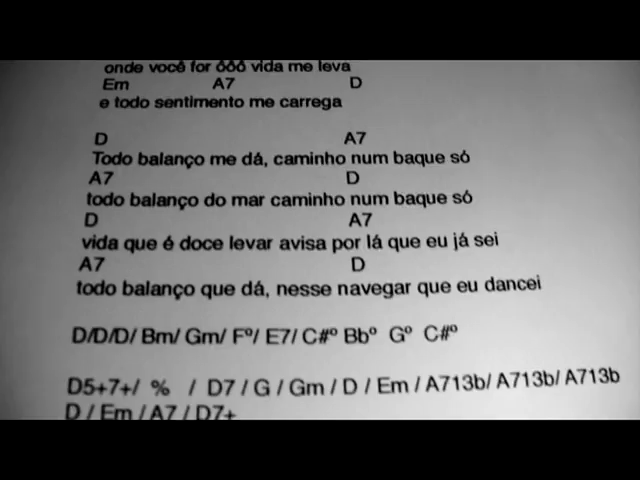 onde você for ôôô vida me leva
Em A7 D
e todo sentimento me carrega
D A7
Todo balanço me dá, caminho num baque só
A7 D
todo balanço do mar caminho num baque só
D A7
vida que é doce levar avisa por lá que eu já sei
A7 D
todo balanço que dá, nesse navegar que eu dancei
D/D/D/ Bm/ Gm/ Fº/ E7/ C#º Bbº Gº C#º
D5+7+/ % / D7 / G / Gm / D / Em / A713b/ A713b/ A713b
D / Em / A7 / D7+